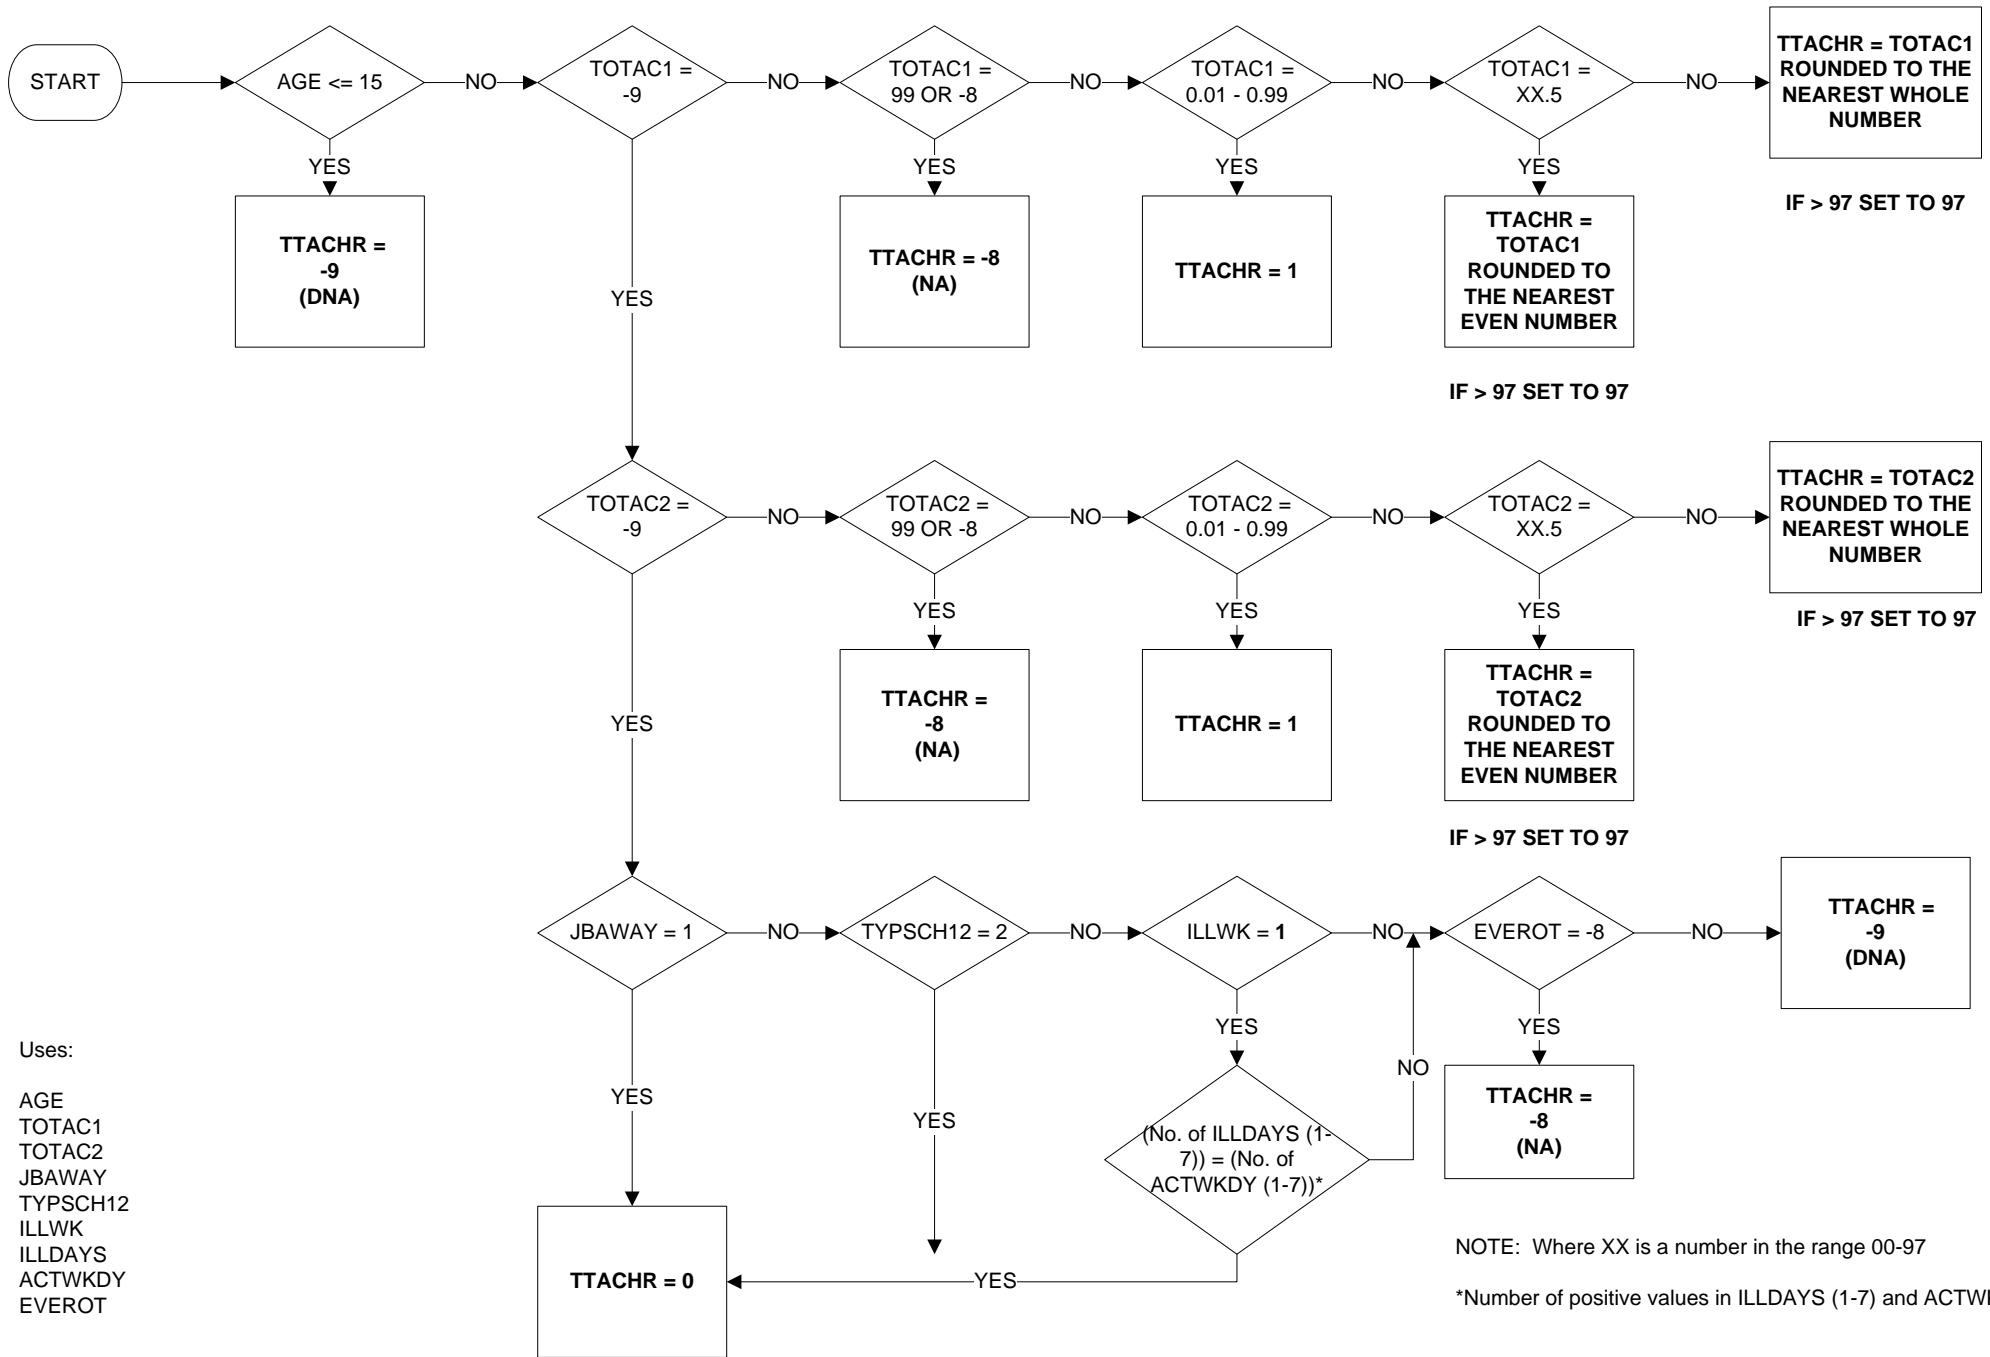 START
AGE <= 15
NO
TOTAC1 =
-9
NO
TOTAC1 =
99 OR -8
NO
TOTAC1 =
0.01 - 0.99
NO
TOTAC1 =
XX.5
NO
TTACHR = TOTAC1
ROUNDED TO THE
NEAREST WHOLE
NUMBER
IF > 97 SET TO 97
YES
TTACHR =
-9
(DNA)
YES
YES
TTACHR = -8
(NA)
YES
TTACHR = 1
YES
TTACHR =
TOTAC1
ROUNDED TO
THE NEAREST
EVEN NUMBER
IF > 97 SET TO 97
TOTAC2 =
-9
NO
TOTAC2 =
99 OR -8
NO
TOTAC2 =
0.01 - 0.99
NO
TOTAC2 =
XX.5
NO
TTACHR = TOTAC2
ROUNDED TO THE
NEAREST WHOLE
NUMBER
IF > 97 SET TO 97
YES
YES
TTACHR =
-8
(NA)
YES
TTACHR = 1
YES
TTACHR =
TOTAC2
ROUNDED TO
THE NEAREST
EVEN NUMBER
IF > 97 SET TO 97
JBAWAY = 1
NO
TYPSCH12 = 2
NO
ILLWK = 1
NO
EVEROT = -8
NO
TTACHR =
-9
(DNA)
YES
YES
YES
(No. of ILLDAYS (1-
7)) = (No. of
ACTWKDY (1-7))*
NO
YES
TTACHR =
-8
(NA)
YES
TTACHR = 0
Uses:
AGE
TOTAC1
TOTAC2
JBAWAY
TYPSCH12
ILLWK
ILLDAYS
ACTWKDY
EVEROT
NOTE: Where XX is a number in the range 00-97
*Number of positive values in ILLDAYS (1-7) and